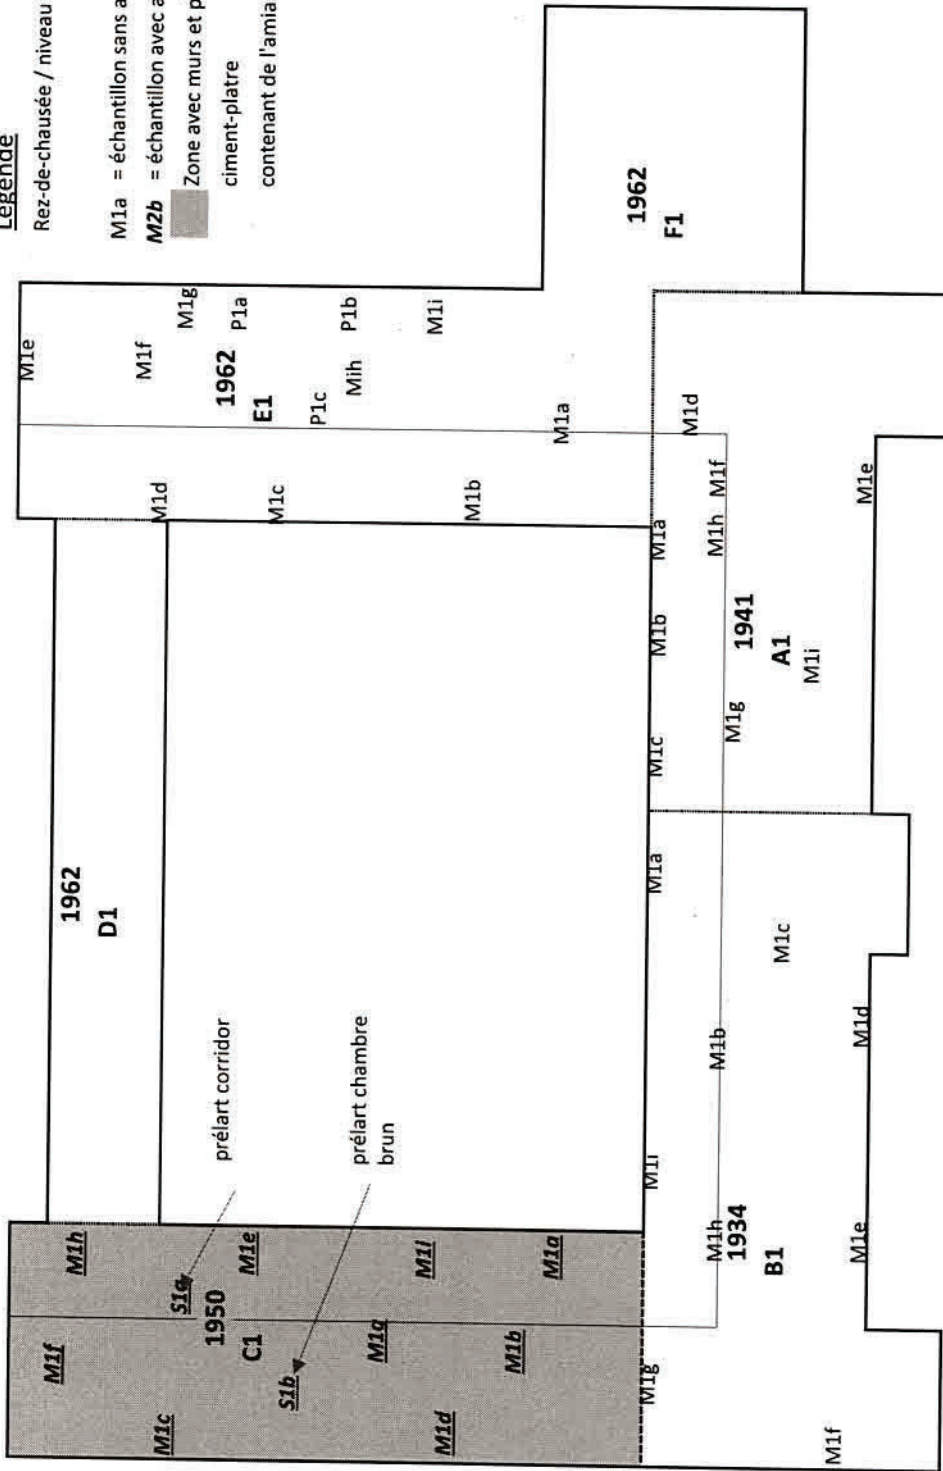 Légende
Rez-de-chausée / niveau
M1a = échantillon sans a
M2b = échantillon avec a
Zone avec murs et p
ciment-platre
contenant de l'amia
1962
F1
M1e
M1f
M1g
P1a
1962
E1
P1c
Mih
P1b
M1i
M1a
M1d
M1c
M1b
1962
D1
prélart corridor
prélart chambre
brun
M1h
M1f
S1a
M1e
1950
C1
M1c
S1b
M1g
M1i
M1d
M1b
M1a
M1a
M1b
M1c
M1d
M1f
M1h
M1g
1941
A1
M1i
M1e
M1a
M1c
M1b
M1d
M1i
M1h
1934
B1
M1e
M1g
M1f